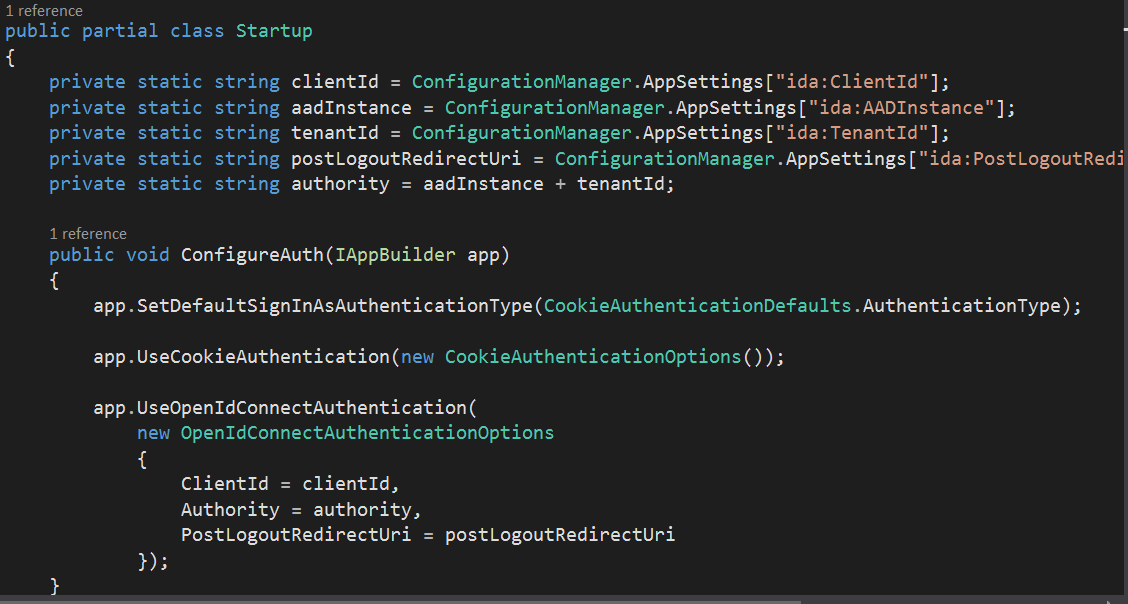 1 reference
public partial class Startup
{
private static string clientId = ConfigurationManager.AppSettings["ida:ClientId"];
private static string aadInstance = ConfigurationManager.AppSettings["ida:AADInstance"];
private static string tenantId = ConfigurationManager.AppSettings["ida:TenantId"];
private static string postLogoutRedirectUri = ConfigurationManager.AppSettings["ida:PostLogoutRedi
private static string authority = aadInstance + tenantId;
1 reference
public void ConfigureAuth(IAppBuilder app)
{
app.SetDefaultSignInAsAuthenticationType(CookieAuthenticationDefaults.AuthenticationType);
app.UseCookieAuthentication(new CookieAuthenticationOptions());
app.UseOpenIdConnectAuthentication(
new OpenIdConnectAuthenticationOptions
{
ClientId = clientId,
Authority = authority,
PostLogoutRedirectUri = postLogoutRedirectUri
});
}